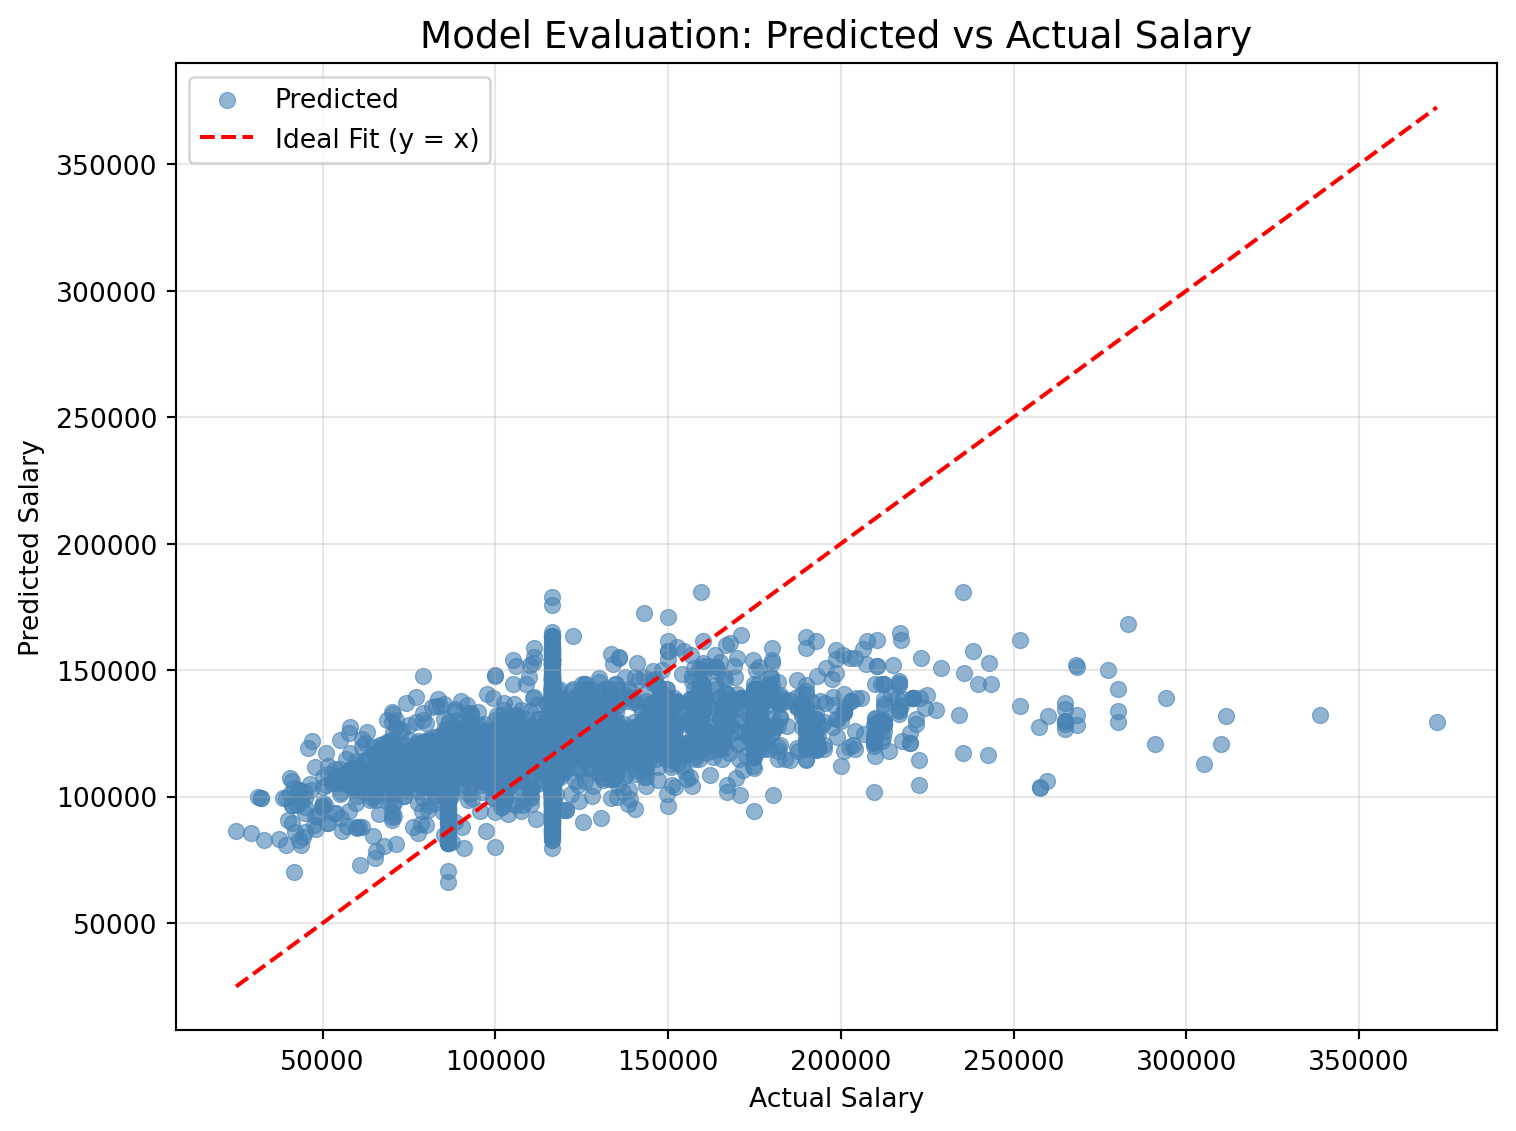 Model Evaluation: Predicted vs Actual Salary
Predicted
Ideal Fit (y = x)
350000
300000
250000
200000
150000
100000
50000
Predicted Salary
50000 100000 150000 200000 250000 300000 350000
Actual Salary